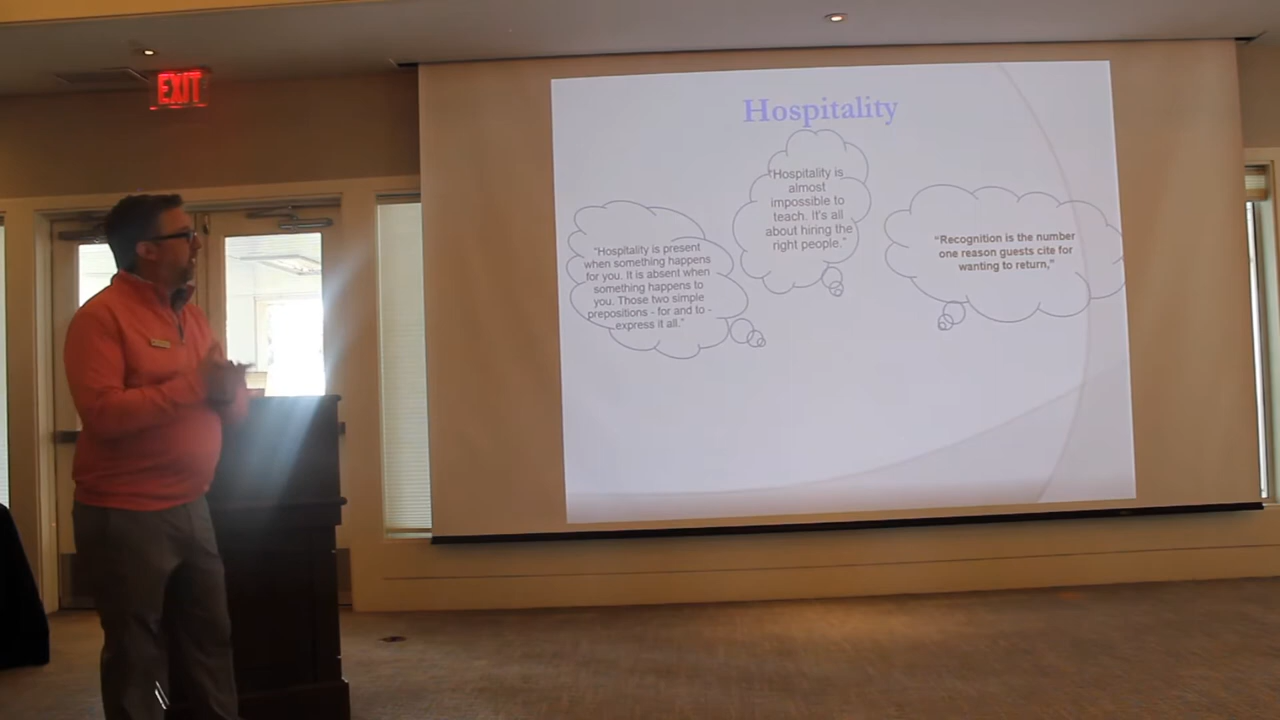 EXIT
Hospitality
"Hospitality is present
when something happens
for you. It is absent when
something happens to
you. Those two simple
prepositions - for and to -
express it all."
"Hospitality is
almost
impossible to
teach. It's all
about hiring the
right people."
"Recognition is the number
one reason guests cite for
wanting to return,"